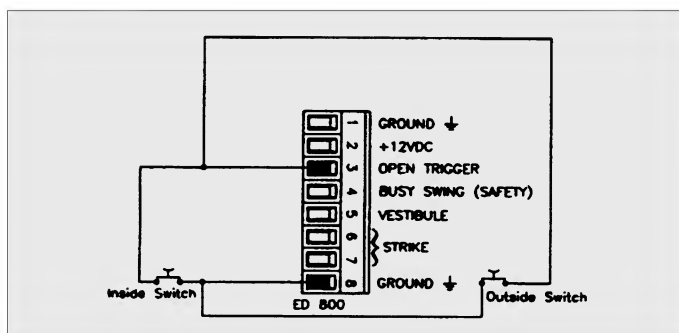 1 GROUND
2 +12VDC
3 OPEN TRIGGER
4 BUSY SWING (SAFETY)
5 VESTIBULE
6
STRIKE
7
8 GROUND
Inside Switch
ED 800
Outside Switch